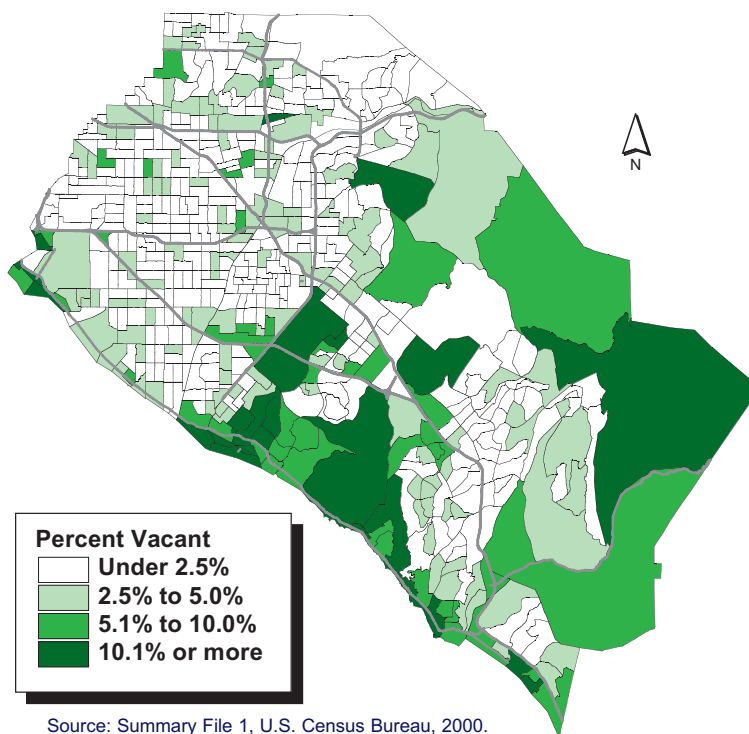 N
Percent Vacant
Under 2.5%
2.5% to 5.0%
5.1% to 10.0%
10.1% or more
Source: Summary File 1, U.S. Census Bureau, 2000.